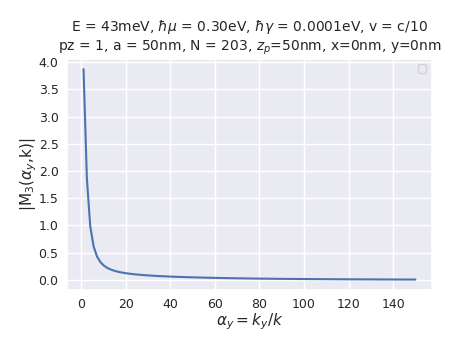 E = 43meV, ℏμ = 0.30eV, ℏγ = 0.0001eV, v = c/10
pz = 1, a = 50nm, N = 203, z_p=50nm, x=0nm, y=0nm
4.0
3.5
3.0
2.5
2.0
1.5
1.0
0.5
0.0
|M₃(α_y,k)|
0 20 40 60 80 100 120 140
α_y = k_y/k